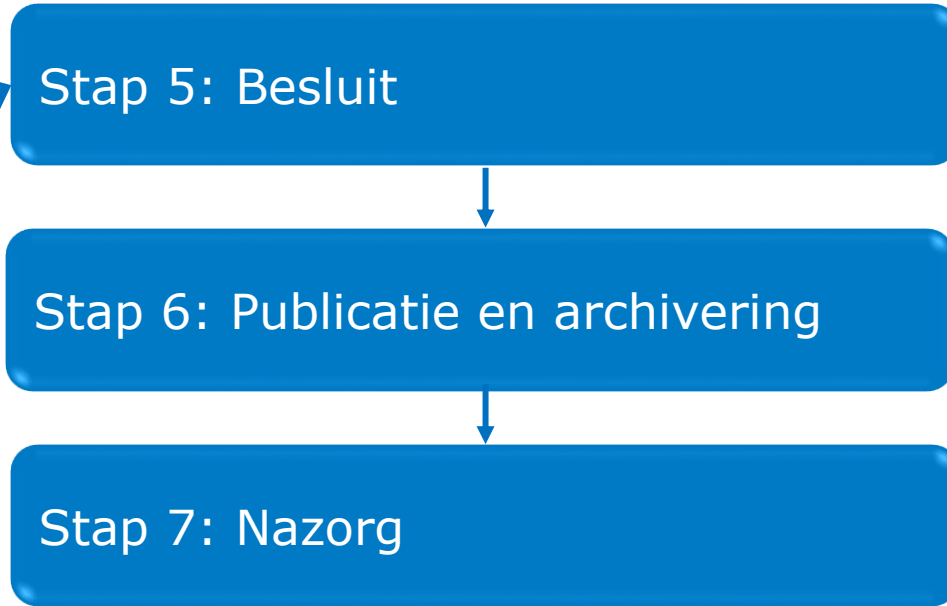 Stap 5: Besluit
Stap 6: Publicatie en archivering
Stap 7: Nazorg